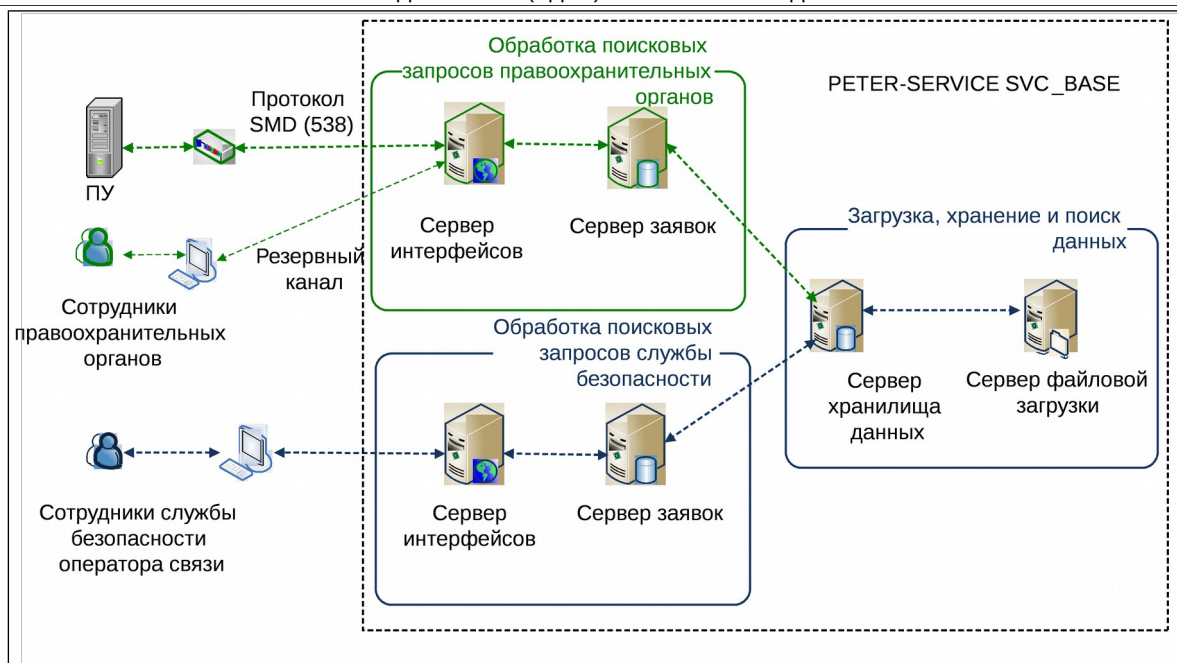 Обработка поисковых
запросов правоохранительных
органов
PETER-SERVICE SVC_BASE
Протокол
SMD (538)
ПУ
Сервер
интерфейсов
Сервер заявок
Резервный
канал
Сотрудники
правоохранительных
органов
Загрузка, хранение и поиск
данных
Сервер
хранилища
данных
Сервер файловой
загрузки
Обработка поисковых
запросов службы
безопасности
Сервер
интерфейсов
Сервер заявок
Сотрудники службы
безопасности
оператора связи